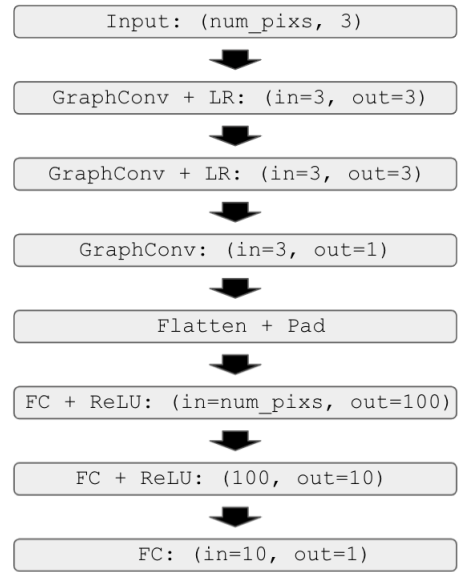 Input: (num_pixs, 3)
GraphConv + LR: (in=3, out=3)
GraphConv + LR: (in=3, out=3)
GraphConv: (in=3, out=1)
Flatten + Pad
FC + ReLU: (in=num_pixs, out=100)
FC + ReLU: (100, out=10)
FC: (in=10, out=1)